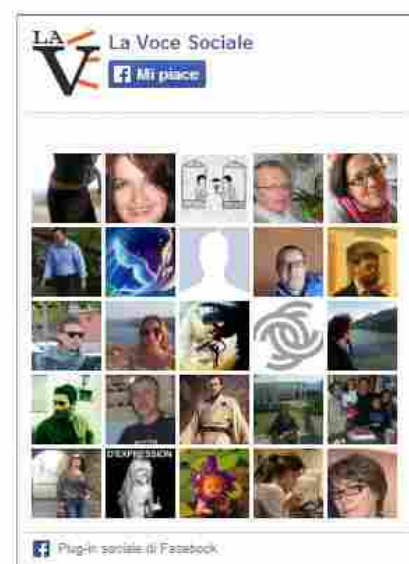 LA
V
La Voce Sociale
Mi piace
D'EXPRESSION
Plug-in sociale di Facebook